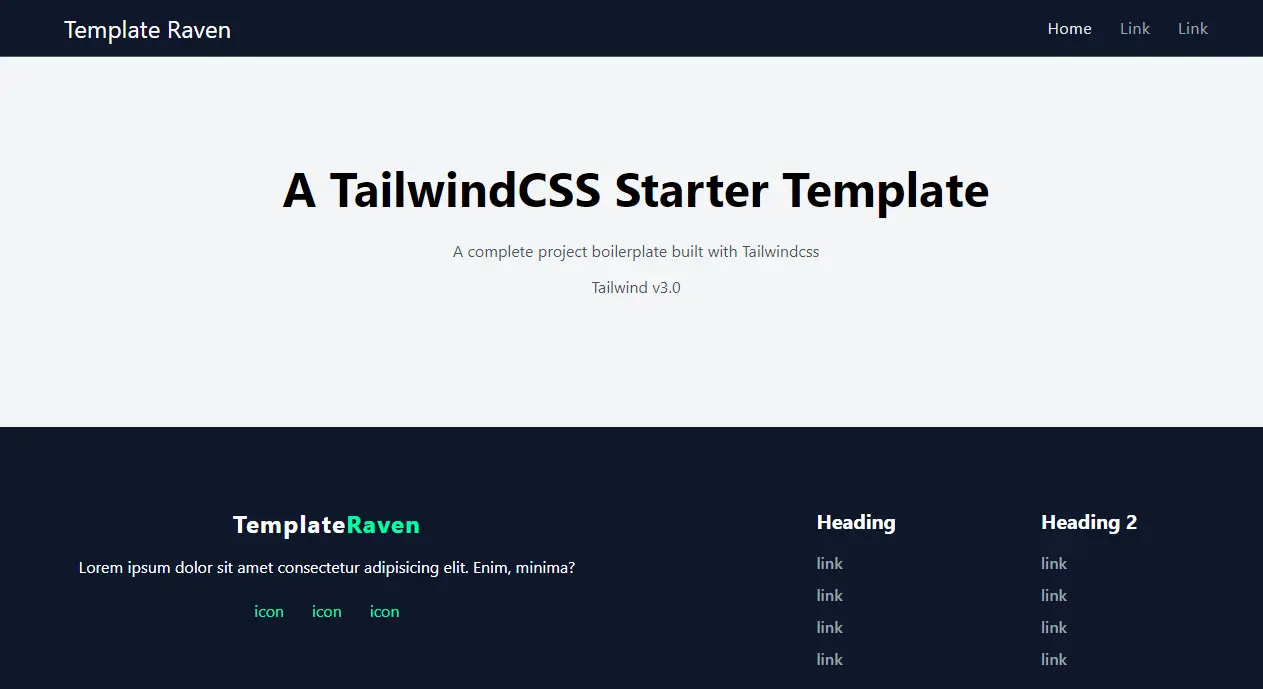 Template Raven
Home Link Link
A TailwindCSS Starter Template
A complete project boilerplate built with Tailwindcss
Tailwind v3.0
TemplateRaven
Lorem ipsum dolor sit amet consectetur adipisicing elit. Enim, minima?
icon icon icon
Heading
link
link
link
link
Heading 2
link
link
link
link